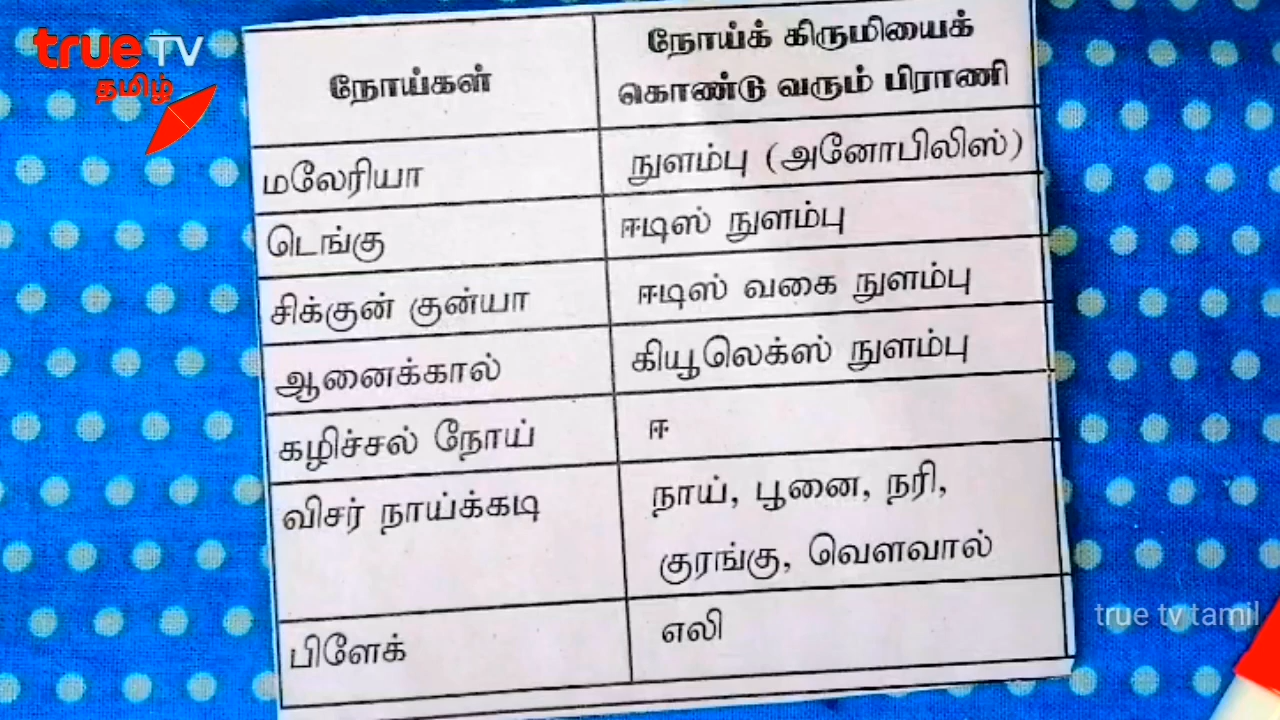 true TV
தமிழ்
நோய்கள்
நோய்க் கிருமியைக்
கொண்டு வரும் பிராணி
மலேரியா
நுளம்பு (அனோபிலிஸ்)
டெங்கு
ஈடிஸ் நுளம்பு
சிக்குன் குன்யா
ஈடிஸ் வகை நுளம்பு
ஆனைக்கால்
கியூலெக்ஸ் நுளம்பு
கழிச்சல் நோய்
ஈ
விசர் நாய்க்கடி
நாய், பூனை, நரி,
குரங்கு, வௌவால்
பிளேக்
எலி
true tv tamil